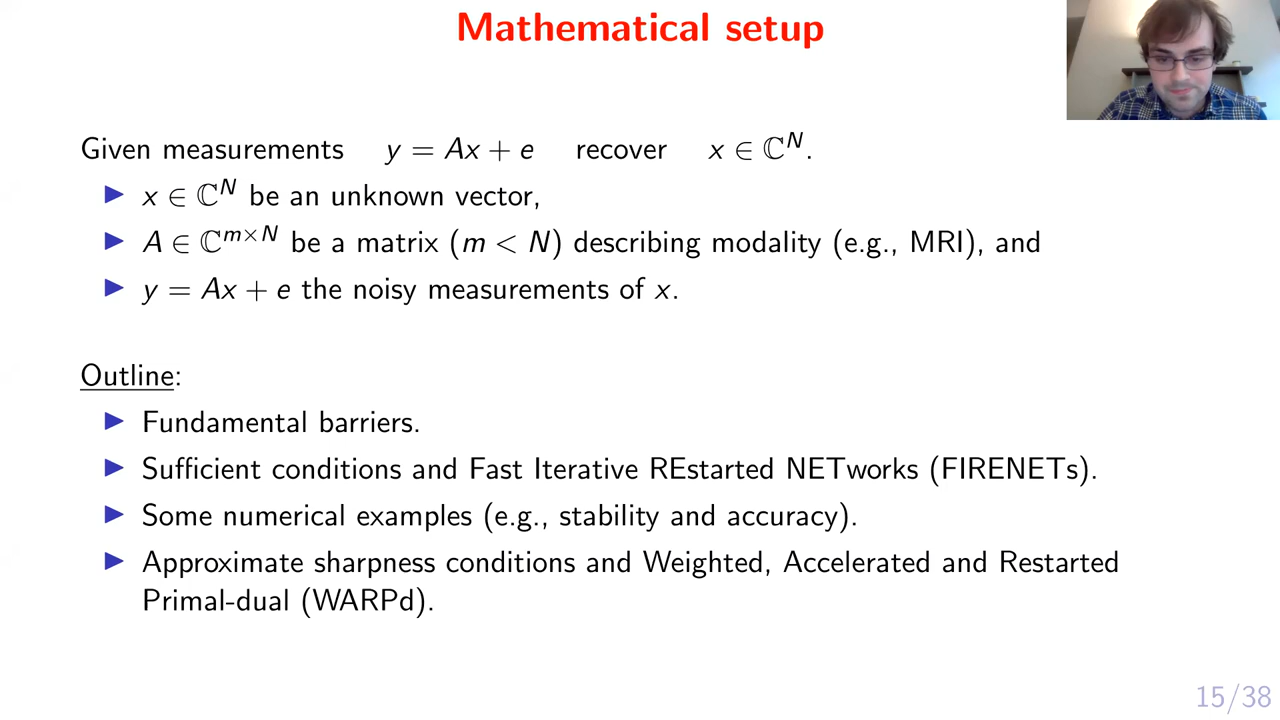 Mathematical setup
Given measurements y = Ax + e recover x ∈ ℂ^N.
▶ x ∈ ℂ^N be an unknown vector,
▶ A ∈ ℂ^{m×N} be a matrix (m < N) describing modality (e.g., MRI), and
▶ y = Ax + e the noisy measurements of x.
Outline:
▶ Fundamental barriers.
▶ Sufficient conditions and Fast Iterative REstarted NETworks (FIRENETs).
▶ Some numerical examples (e.g., stability and accuracy).
▶ Approximate sharpness conditions and Weighted, Accelerated and Restarted
Primal-dual (WARPd).
15/38